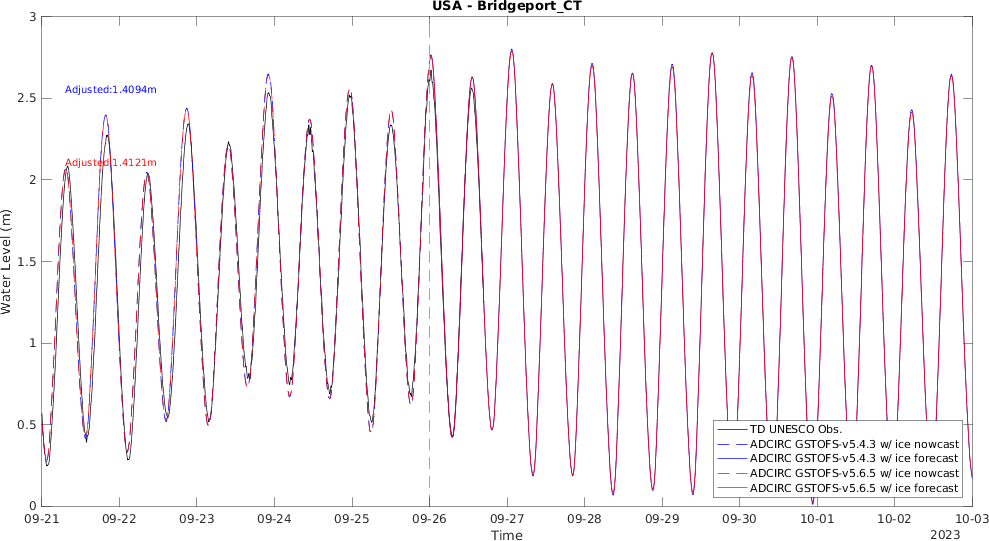 USA - Bridgeport_CT
3
2.5
2
1.5
1
0.5
0
Water Level (m)
Adjusted:1.4094m
Adjusted:1.4121m
TD UNESCO Obs.
ADCIRC GSTOFS-v5.4.3 w/ ice nowcast
ADCIRC GSTOFS-v5.4.3 w/ ice forecast
ADCIRC GSTOFS-v5.6.5 w/ ice nowcast
ADCIRC GSTOFS-v5.6.5 w/ ice forecast
09-21 09-22 09-23 09-24 09-25 09-26 09-27 09-28 09-29 09-30 10-01 10-02 10-03
Time
2023